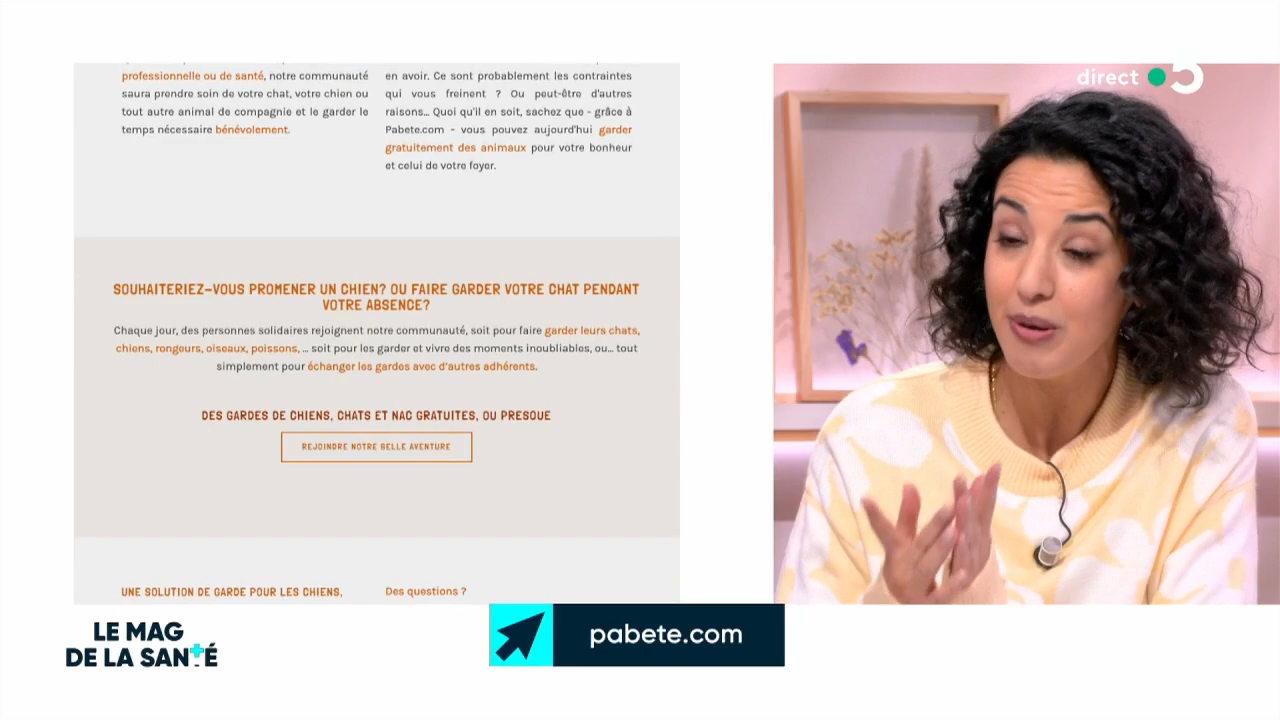 professionnelle ou de santé, notre communauté
saura prendre soin de votre chat, votre chien ou
tout autre animal de compagnie et le garder le
temps nécessaire bénévolement.
en avoir. Ce sont probablement les contraintes
qui vous freinent ? Ou peut-être d'autres
raisons... Quoi qu'il en soit, sachez que - grâce à
Pabete.com - vous pouvez aujourd'hui garder
gratuitement des animaux pour votre bonheur
et celui de votre foyer.
direct 5
SOUHAITERIEZ-VOUS PROMENER UN CHIEN? OU FAIRE GARDER VOTRE CHAT PENDANT
VOTRE ABSENCE?
Chaque jour, des personnes solidaires rejoignent notre communauté, soit pour faire garder leurs chats,
chiens, rongeurs, oiseaux, poissons, ... soit pour les garder et vivre des moments inoubliables, ou... tout
simplement pour échanger les gardes avec d'autres adhérents.
DES GARDES DE CHIENS, CHATS ET NAC GRATUITES, OU PRESQUE
REJOINDRE NOTRE BELLE AVENTURE
UNE SOLUTION DE GARDE POUR LES CHIENS,
Des questions ?
LE MAG
DE LA SANTÉ
pabete.com